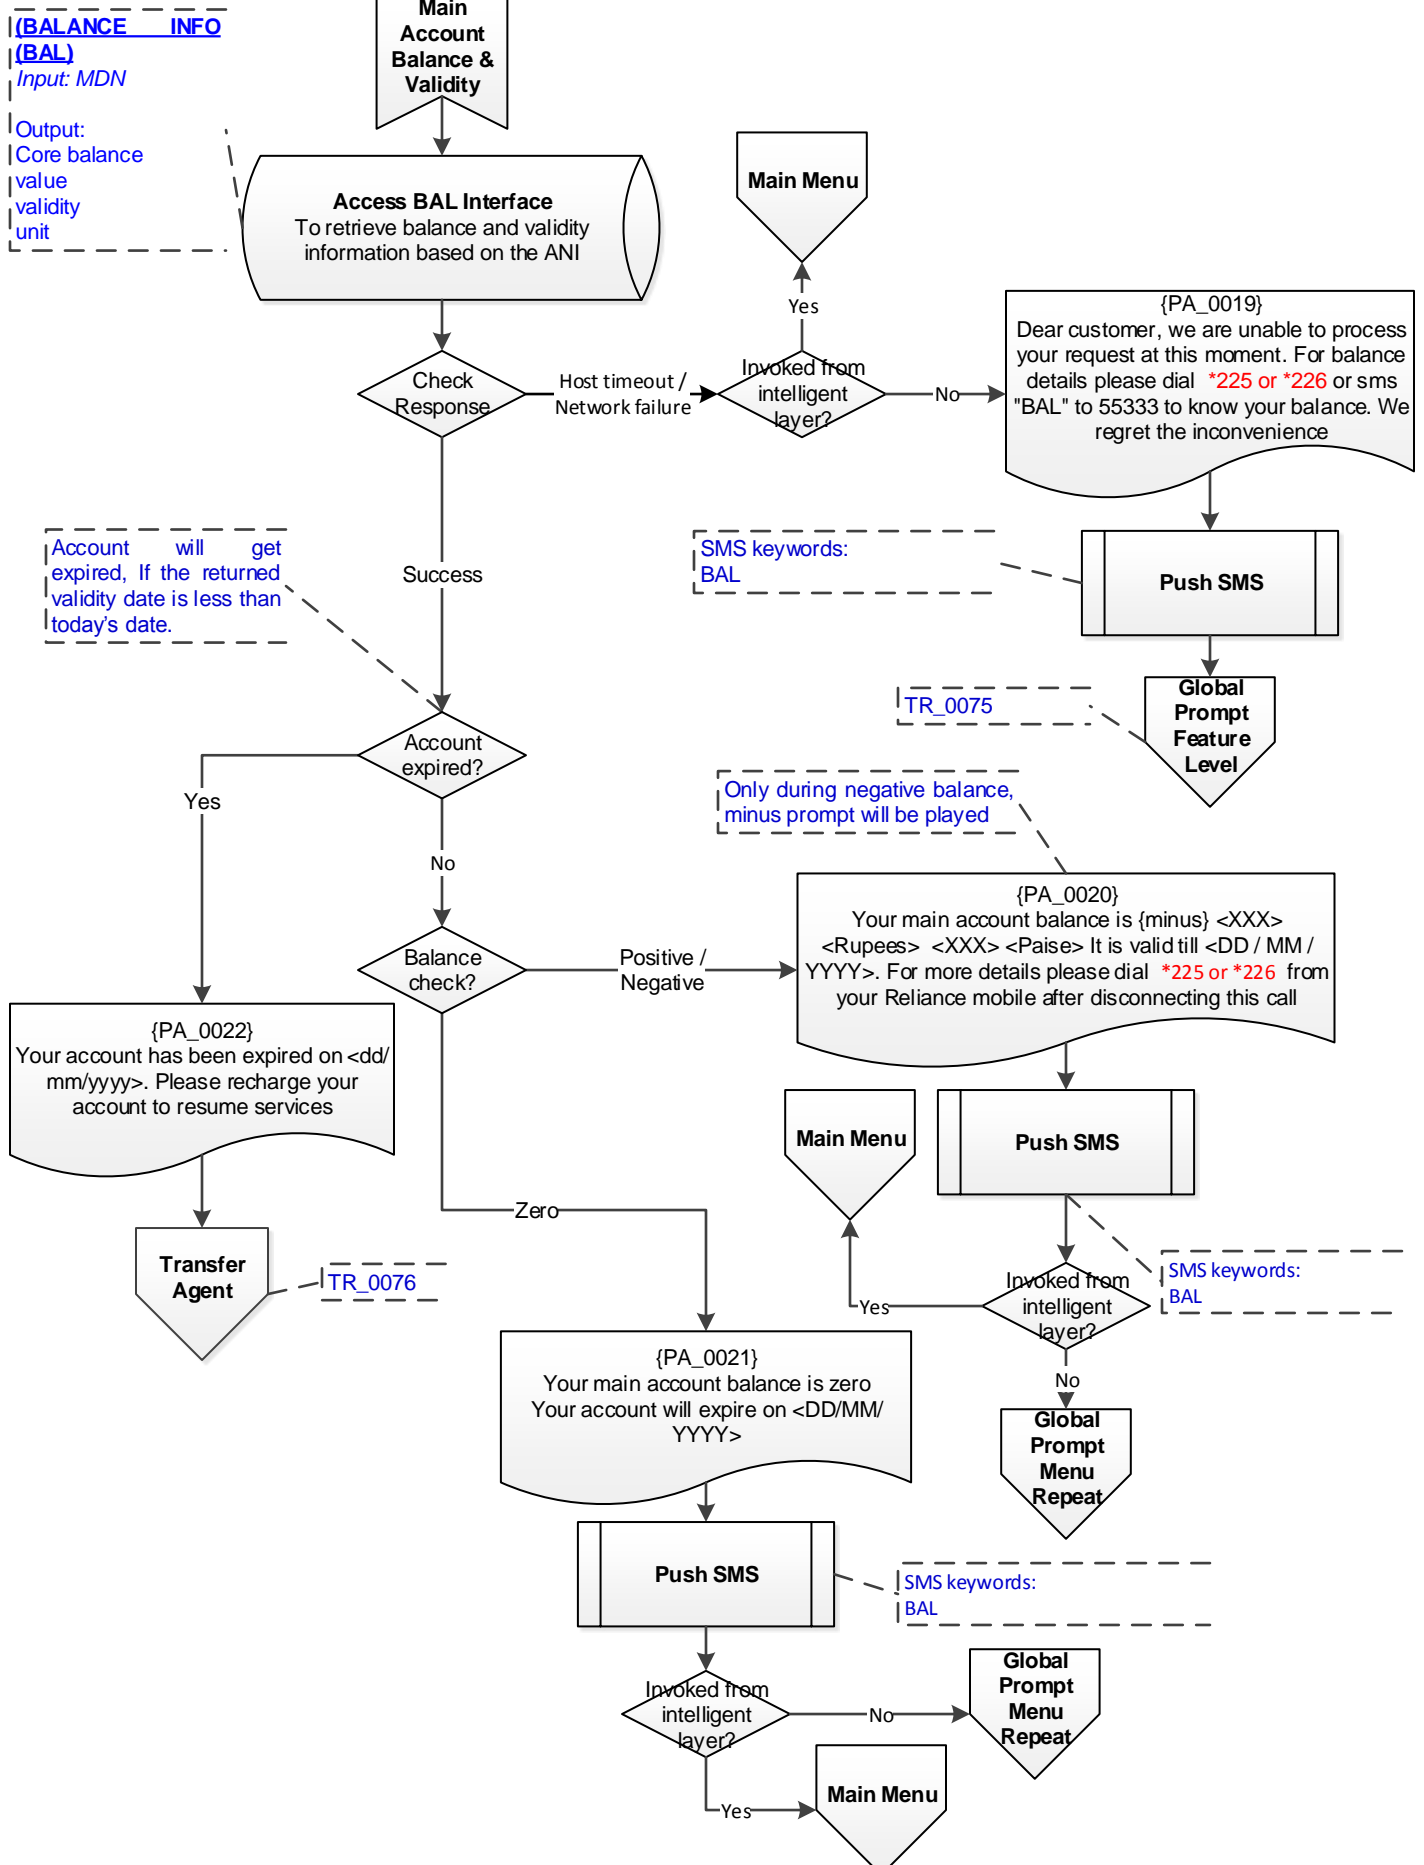 (BALANCE INFO
(BAL)
Input: MDN
Output:
Core balance
value
validity
unit
Main
Account
Balance &
Validity
Access BAL Interface
To retrieve balance and validity
information based on the ANI
Main Menu
Yes
Check
Response
Host timeout /
Network failure
Invoked from
intelligent
layer?
No
{PA_0019}
Dear customer, we are unable to process
your request at this moment. For balance
details please dial *225 or *226 or sms
"BAL" to 55333 to know your balance. We
regret the inconvenience
SMS keywords:
BAL
Push SMS
TR_0075
Global
Prompt
Feature
Level
Account will get
expired, If the returned
validity date is less than
today's date.
Success
Account
expired?
Yes
No
Only during negative balance,
minus prompt will be played
Balance
check?
Positive /
Negative
{PA_0020}
Your main account balance is {minus} <XXX>
<Rupees> <XXX> <Paise> It is valid till <DD / MM /
YYYY>. For more details please dial *225 or *226 from
your Reliance mobile after disconnecting this call
{PA_0022}
Your account has been expired on <dd/
mm/yyyy>. Please recharge your
account to resume services
Main Menu
Push SMS
Transfer
Agent
TR_0076
Zero
Yes
Invoked from
intelligent
layer?
SMS keywords:
BAL
No
Global
Prompt
Menu
Repeat
{PA_0021}
Your main account balance is zero
Your account will expire on <DD/MM/
YYYY>
Push SMS
SMS keywords:
BAL
Invoked from
intelligent
layer?
No
Global
Prompt
Menu
Repeat
Yes
Main Menu